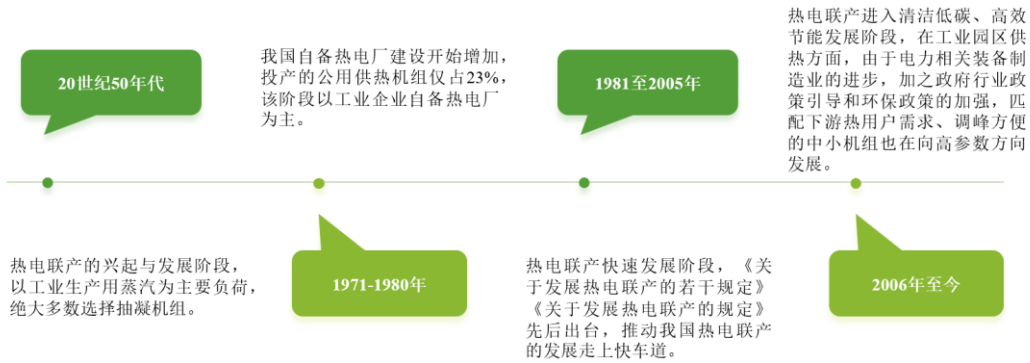 20世纪50年代
热电联产的兴起与发展阶段，
以工业生产用蒸汽为主要负荷，
绝大多数选择抽凝机组。
我国自备热电厂建设开始增加，
投产的公用供热机组仅占23%，
该阶段以工业企业自备热电厂
为主。
1971-1980年
1981至2005年
热电联产快速发展阶段，《关
于发展热电联产的若干规定》
《关于发展热电联产的规定》
先后出台，推动我国热电联产
的发展走上快车道。
热电联产进入清洁低碳、高效
节能发展阶段，在工业园区供
热方面，由于电力相关装备制
造业的进步，加之政府行业政
策引导和环保政策的加强，匹
配下游热用户需求、调峰方便
的中小机组也在向高参数方向
发展。
2006年至今